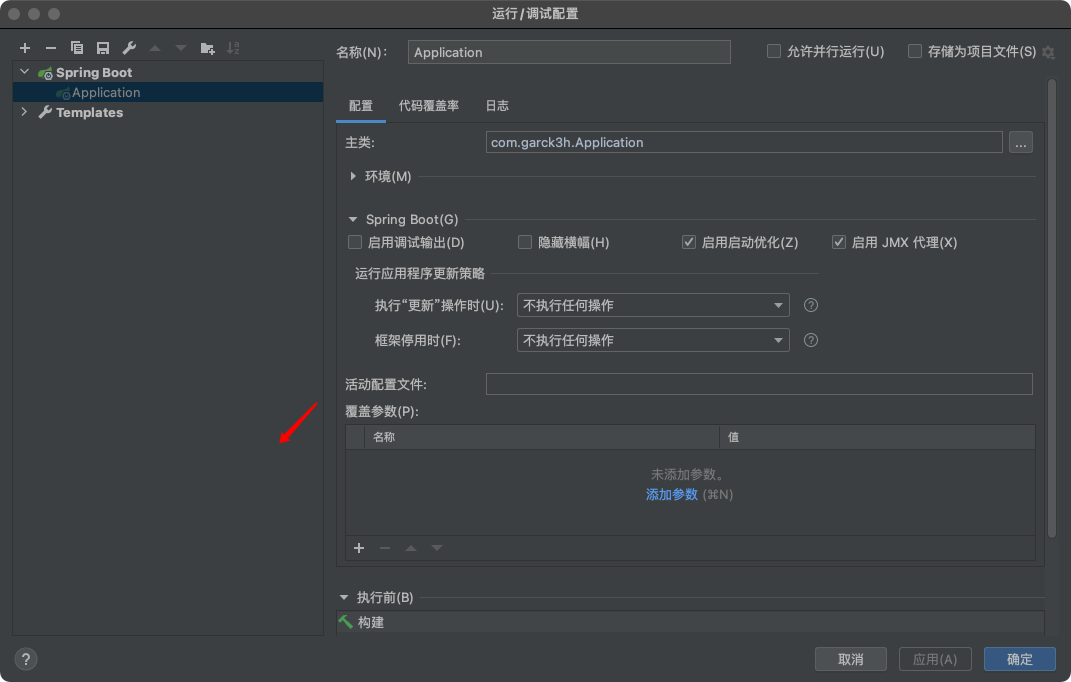 运行/调试配置
Spring Boot
Application
Templates
名称(N):
Application
允许并行运行(U)
存储为项目文件(S)
配置
代码覆盖率
日志
主类:
com.garck3h.Application
...
环境(M)
Spring Boot(G)
启用调试输出(D)
隐藏横幅(H)
启用启动优化(Z)
启用 JMX 代理(X)
运行应用程序更新策略
执行“更新”操作时(U):
不执行任何操作
?
框架停用时(F):
不执行任何操作
?
活动配置文件:
覆盖参数(P):
名称
值
未添加参数。
添加参数 (⌘N)
执行前(B)
构建
?
取消
应用(A)
确定